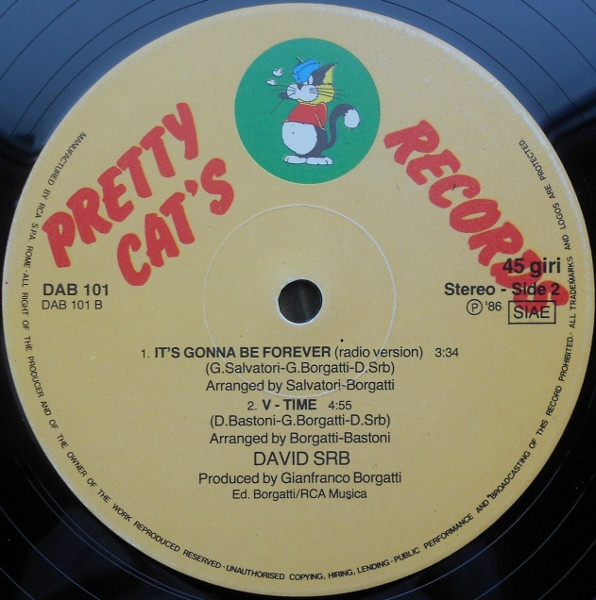 PRETTY
CAT'S
RECORDS
DAB 101
DAB 101 B
45 giri
Stereo - Side 2
Ⓟ '86 SIAE
1. IT'S GONNA BE FOREVER (radio version) 3:34
(G.Salvatori-G.Borgatti-D.Srb)
Arranged by Salvatori-Borgatti
2. V - TIME 4:55
(D.Bastoni-G.Borgatti-D.Srb)
Arranged by Borgatti-Bastoni
DAVID SRB
Produced by Gianfranco Borgatti
Ed. Borgatti/RCA Musica
MANUFACTURED BY RCA S.P.A. ROME - ALL RIGHT OF THE PRODUCER AND OF THE OWNER OF THE WORK REPRODUCED RESERVED - UNAUTHORISED COPYING, HIRING, LENDING - PUBLIC PERFORMANCE AND BROADCASTING OF THIS RECORD PROHIBITED - ALL TRADEMARKS AND LOGOS ARE PROTECTED.